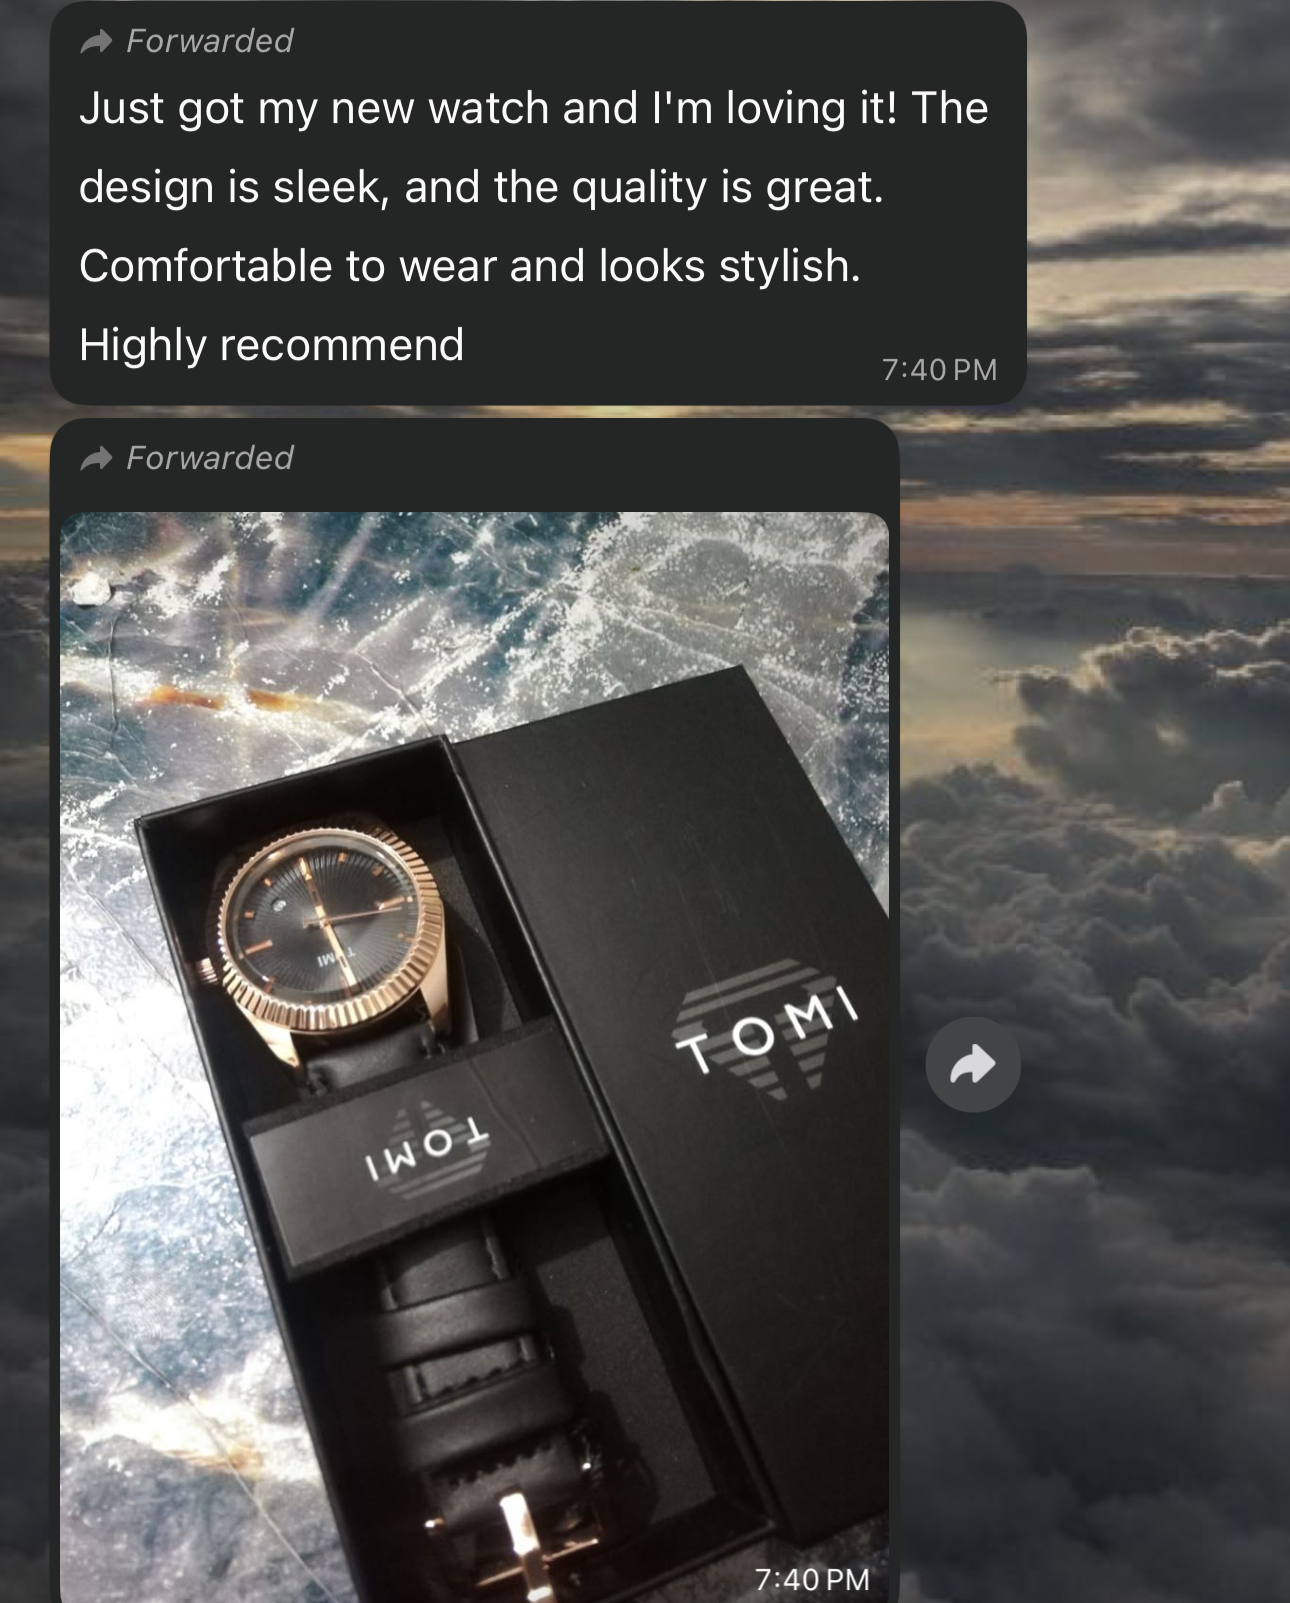 Forwarded
Just got my new watch and I'm loving it! The
design is sleek, and the quality is great.
Comfortable to wear and looks stylish.
Highly recommend
7:40 PM
Forwarded
TOMI
TOMI
TOMI
7:40 PM